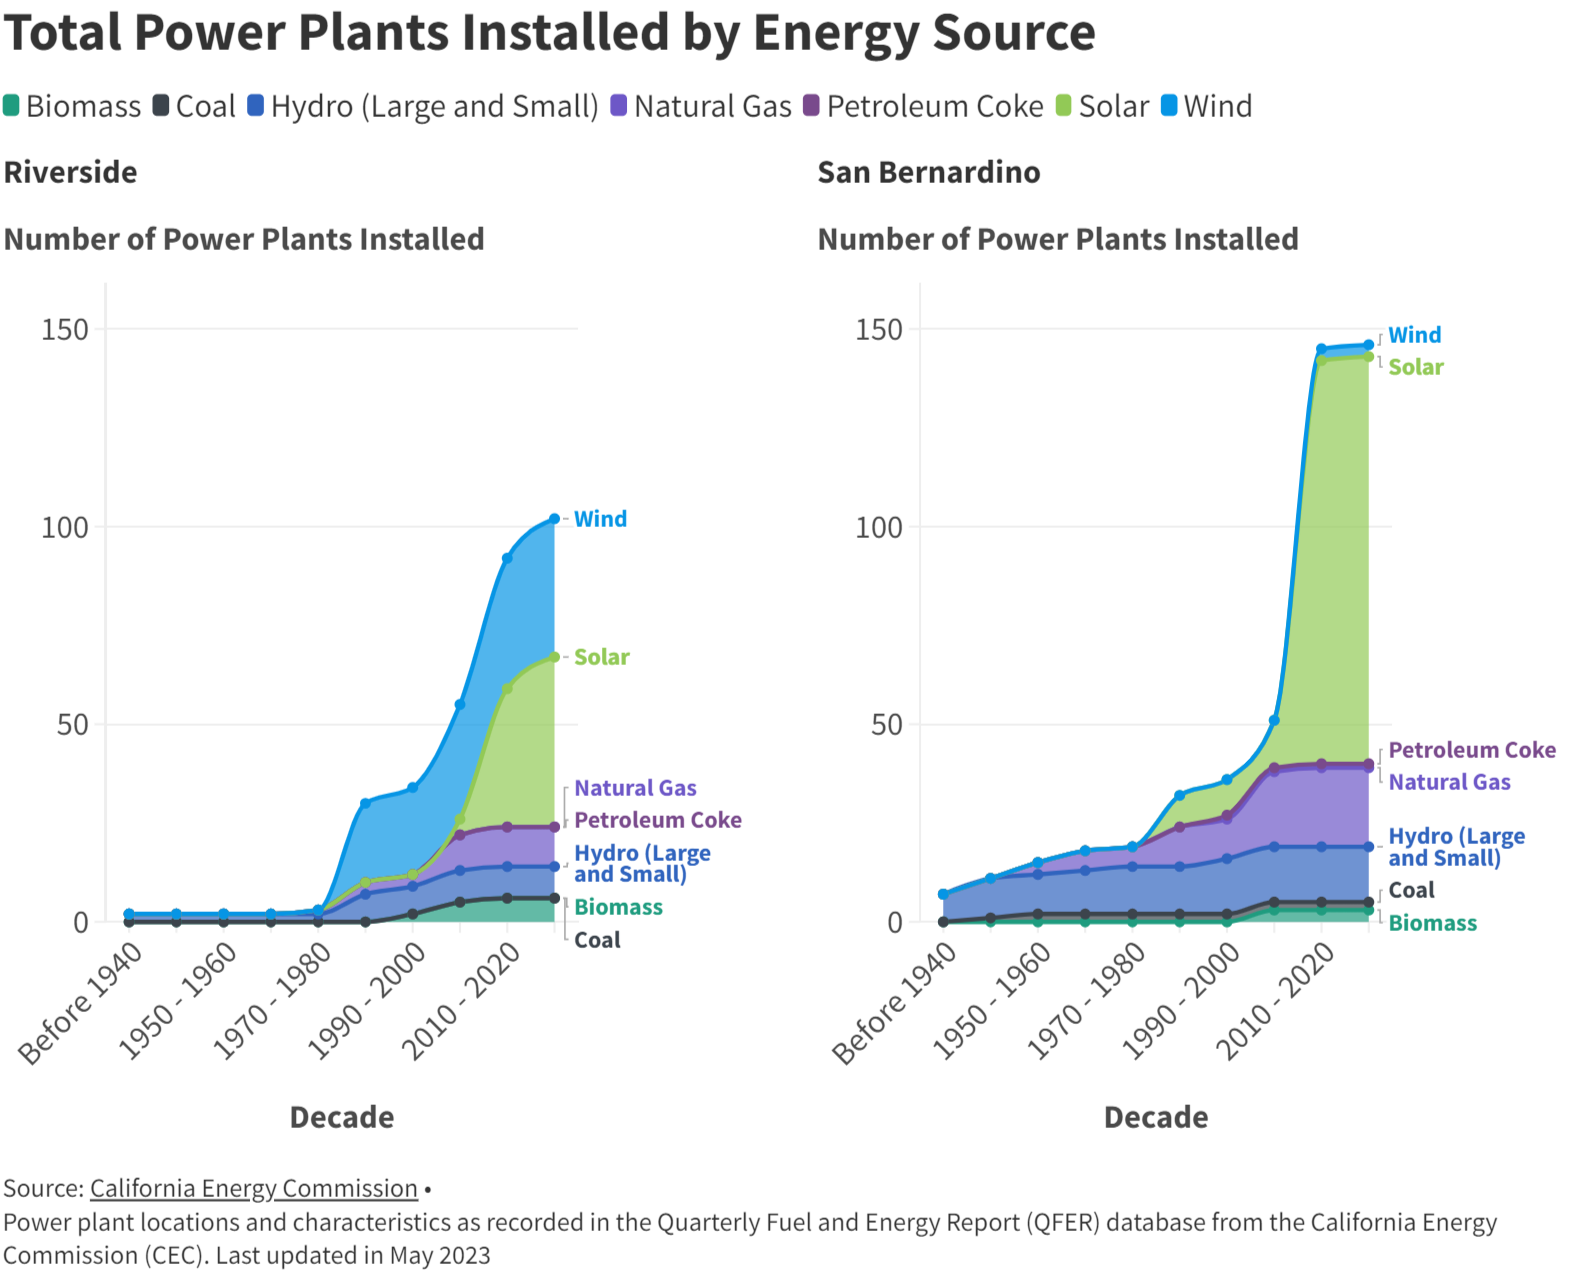 Total Power Plants Installed by Energy Source
Biomass Coal Hydro (Large and Small) Natural Gas Petroleum Coke Solar Wind
Riverside
Number of Power Plants Installed
150
100
50
0
Wind
Solar
Natural Gas
Petroleum Coke
Hydro (Large
and Small)
Biomass
Coal
Before 1940
1950 - 1960
1970 - 1980
1990 - 2000
2010 - 2020
Decade
San Bernardino
Number of Power Plants Installed
150
100
50
0
Wind
Solar
Petroleum Coke
Natural Gas
Hydro (Large
and Small)
Coal
Biomass
Before 1940
1950 - 1960
1970 - 1980
1990 - 2000
2010 - 2020
Decade
Source: California Energy Commission •
Power plant locations and characteristics as recorded in the Quarterly Fuel and Energy Report (QFER) database from the California Energy
Commission (CEC). Last updated in May 2023